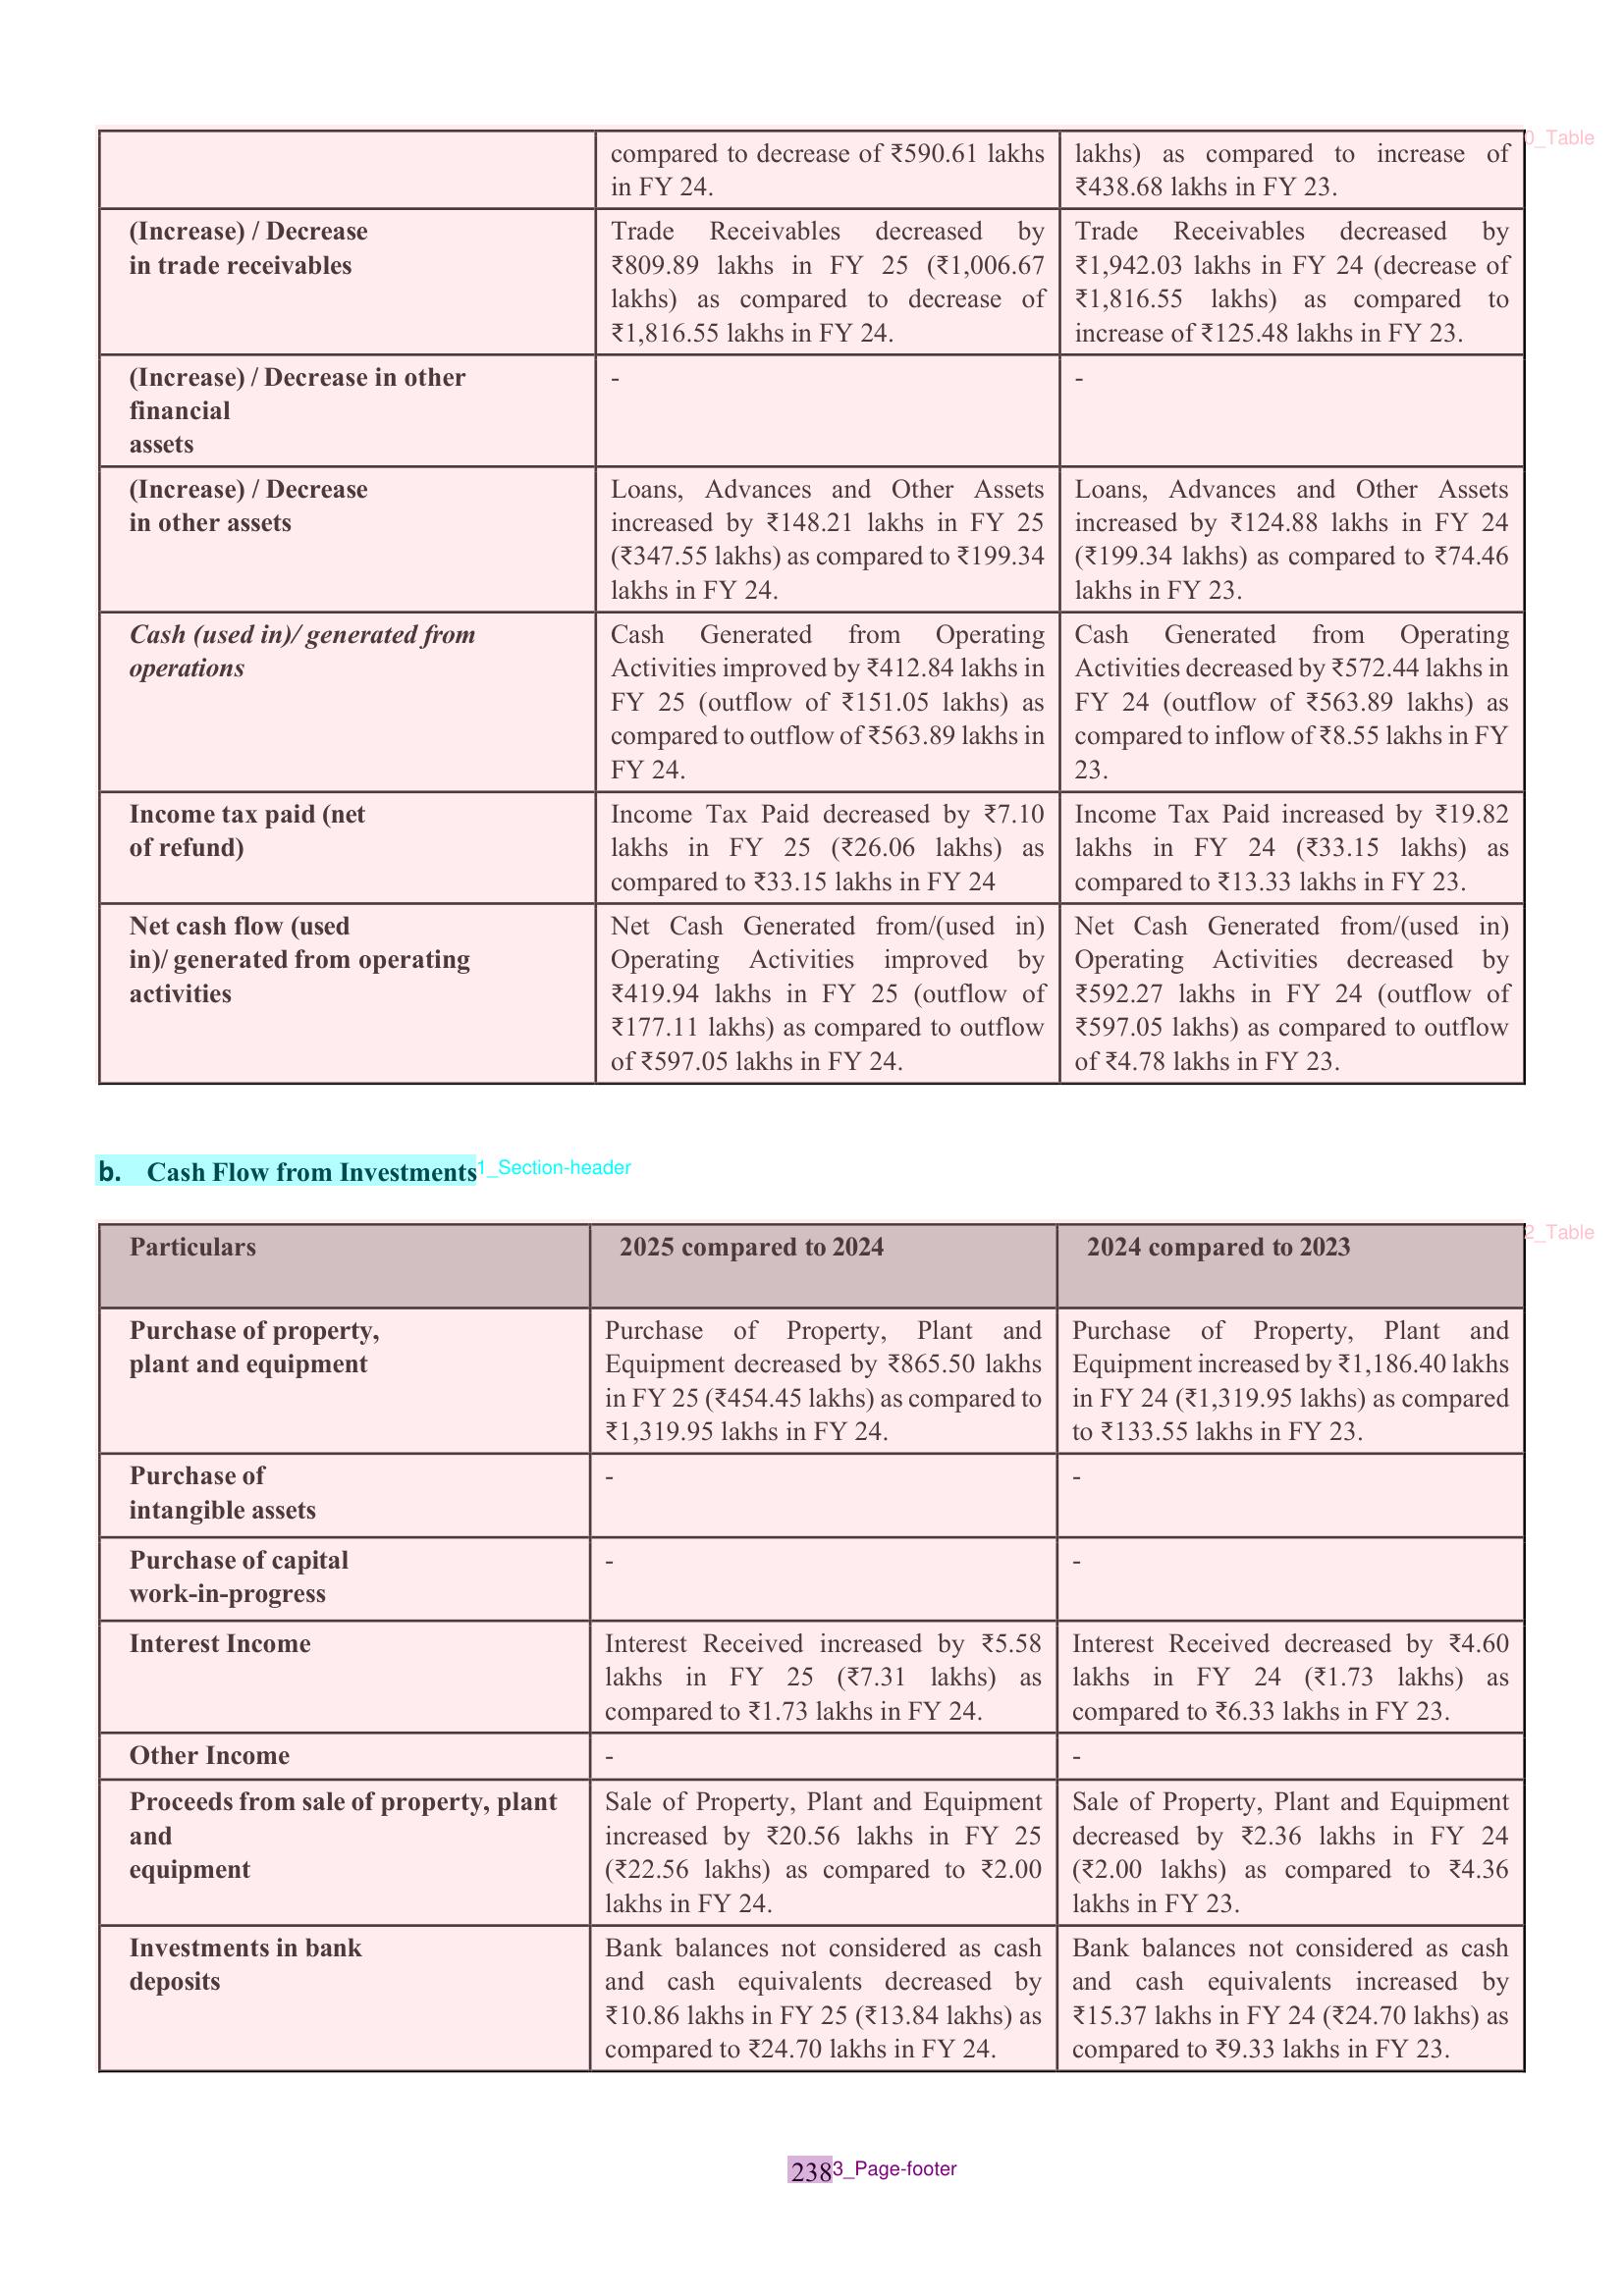 compared to decrease of ₹590.61 lakhs
in FY 24.
lakhs) as compared to increase of
₹438.68 lakhs in FY 23.
(Increase) / Decrease
in trade receivables
Trade Receivables decreased by
₹809.89 lakhs in FY 25 (₹1,006.67
lakhs) as compared to decrease of
₹1,816.55 lakhs in FY 24.
Trade Receivables decreased by
₹1,942.03 lakhs in FY 24 (decrease of
₹1,816.55 lakhs) as compared to
increase of ₹125.48 lakhs in FY 23.
(Increase) / Decrease in other
financial
assets
-
-
(Increase) / Decrease
in other assets
Loans, Advances and Other Assets
increased by ₹148.21 lakhs in FY 25
(₹347.55 lakhs) as compared to ₹199.34
lakhs in FY 24.
Loans, Advances and Other Assets
increased by ₹124.88 lakhs in FY 24
(₹199.34 lakhs) as compared to ₹74.46
lakhs in FY 23.
Cash (used in)/ generated from
operations
Cash Generated from Operating
Activities improved by ₹412.84 lakhs in
FY 25 (outflow of ₹151.05 lakhs) as
compared to outflow of ₹563.89 lakhs in
FY 24.
Cash Generated from Operating
Activities decreased by ₹572.44 lakhs in
FY 24 (outflow of ₹563.89 lakhs) as
compared to inflow of ₹8.55 lakhs in FY
23.
Income tax paid (net
of refund)
Income Tax Paid decreased by ₹7.10
lakhs in FY 25 (₹26.06 lakhs) as
compared to ₹33.15 lakhs in FY 24
Income Tax Paid increased by ₹19.82
lakhs in FY 24 (₹33.15 lakhs) as
compared to ₹13.33 lakhs in FY 23.
Net cash flow (used
in)/ generated from operating
activities
Net Cash Generated from/(used in)
Operating Activities improved by
₹419.94 lakhs in FY 25 (outflow of
₹177.11 lakhs) as compared to outflow
of ₹597.05 lakhs in FY 24.
Net Cash Generated from/(used in)
Operating Activities decreased by
₹592.27 lakhs in FY 24 (outflow of
₹597.05 lakhs) as compared to outflow
of ₹4.78 lakhs in FY 23.
0_Table
b. Cash Flow from Investments
1_Section-header
2_Table
Particulars
2025 compared to 2024
2024 compared to 2023
Purchase of property,
plant and equipment
Purchase of Property, Plant and
Equipment decreased by ₹865.50 lakhs
in FY 25 (₹454.45 lakhs) as compared to
₹1,319.95 lakhs in FY 24.
Purchase of Property, Plant and
Equipment increased by ₹1,186.40 lakhs
in FY 24 (₹1,319.95 lakhs) as compared
to ₹133.55 lakhs in FY 23.
Purchase of
intangible assets
-
-
Purchase of capital
work-in-progress
-
-
Interest Income
Interest Received increased by ₹5.58
lakhs in FY 25 (₹7.31 lakhs) as
compared to ₹1.73 lakhs in FY 24.
Interest Received decreased by ₹4.60
lakhs in FY 24 (₹1.73 lakhs) as
compared to ₹6.33 lakhs in FY 23.
Other Income
-
-
Proceeds from sale of property, plant
and
equipment
Sale of Property, Plant and Equipment
increased by ₹20.56 lakhs in FY 25
(₹22.56 lakhs) as compared to ₹2.00
lakhs in FY 24.
Sale of Property, Plant and Equipment
decreased by ₹2.36 lakhs in FY 24
(₹2.00 lakhs) as compared to ₹4.36
lakhs in FY 23.
Investments in bank
deposits
Bank balances not considered as cash
and cash equivalents decreased by
₹10.86 lakhs in FY 25 (₹13.84 lakhs) as
compared to ₹24.70 lakhs in FY 24.
Bank balances not considered as cash
and cash equivalents increased by
₹15.37 lakhs in FY 24 (₹24.70 lakhs) as
compared to ₹9.33 lakhs in FY 23.
238
3_Page-footer